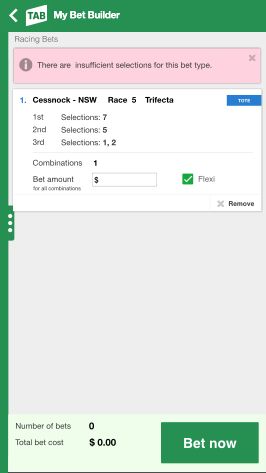 TAB My Bet Builder
Racing Bets
There are insufficient selections for this bet type.
1. Cessnock - NSW Race 5 Trifecta TOTE
1st Selections: 7
2nd Selections: 5
3rd Selections: 1, 2
Combinations 1
Bet amount $ Flexi
for all combinations
Remove
Number of bets 0
Total bet cost $ 0.00
Bet now